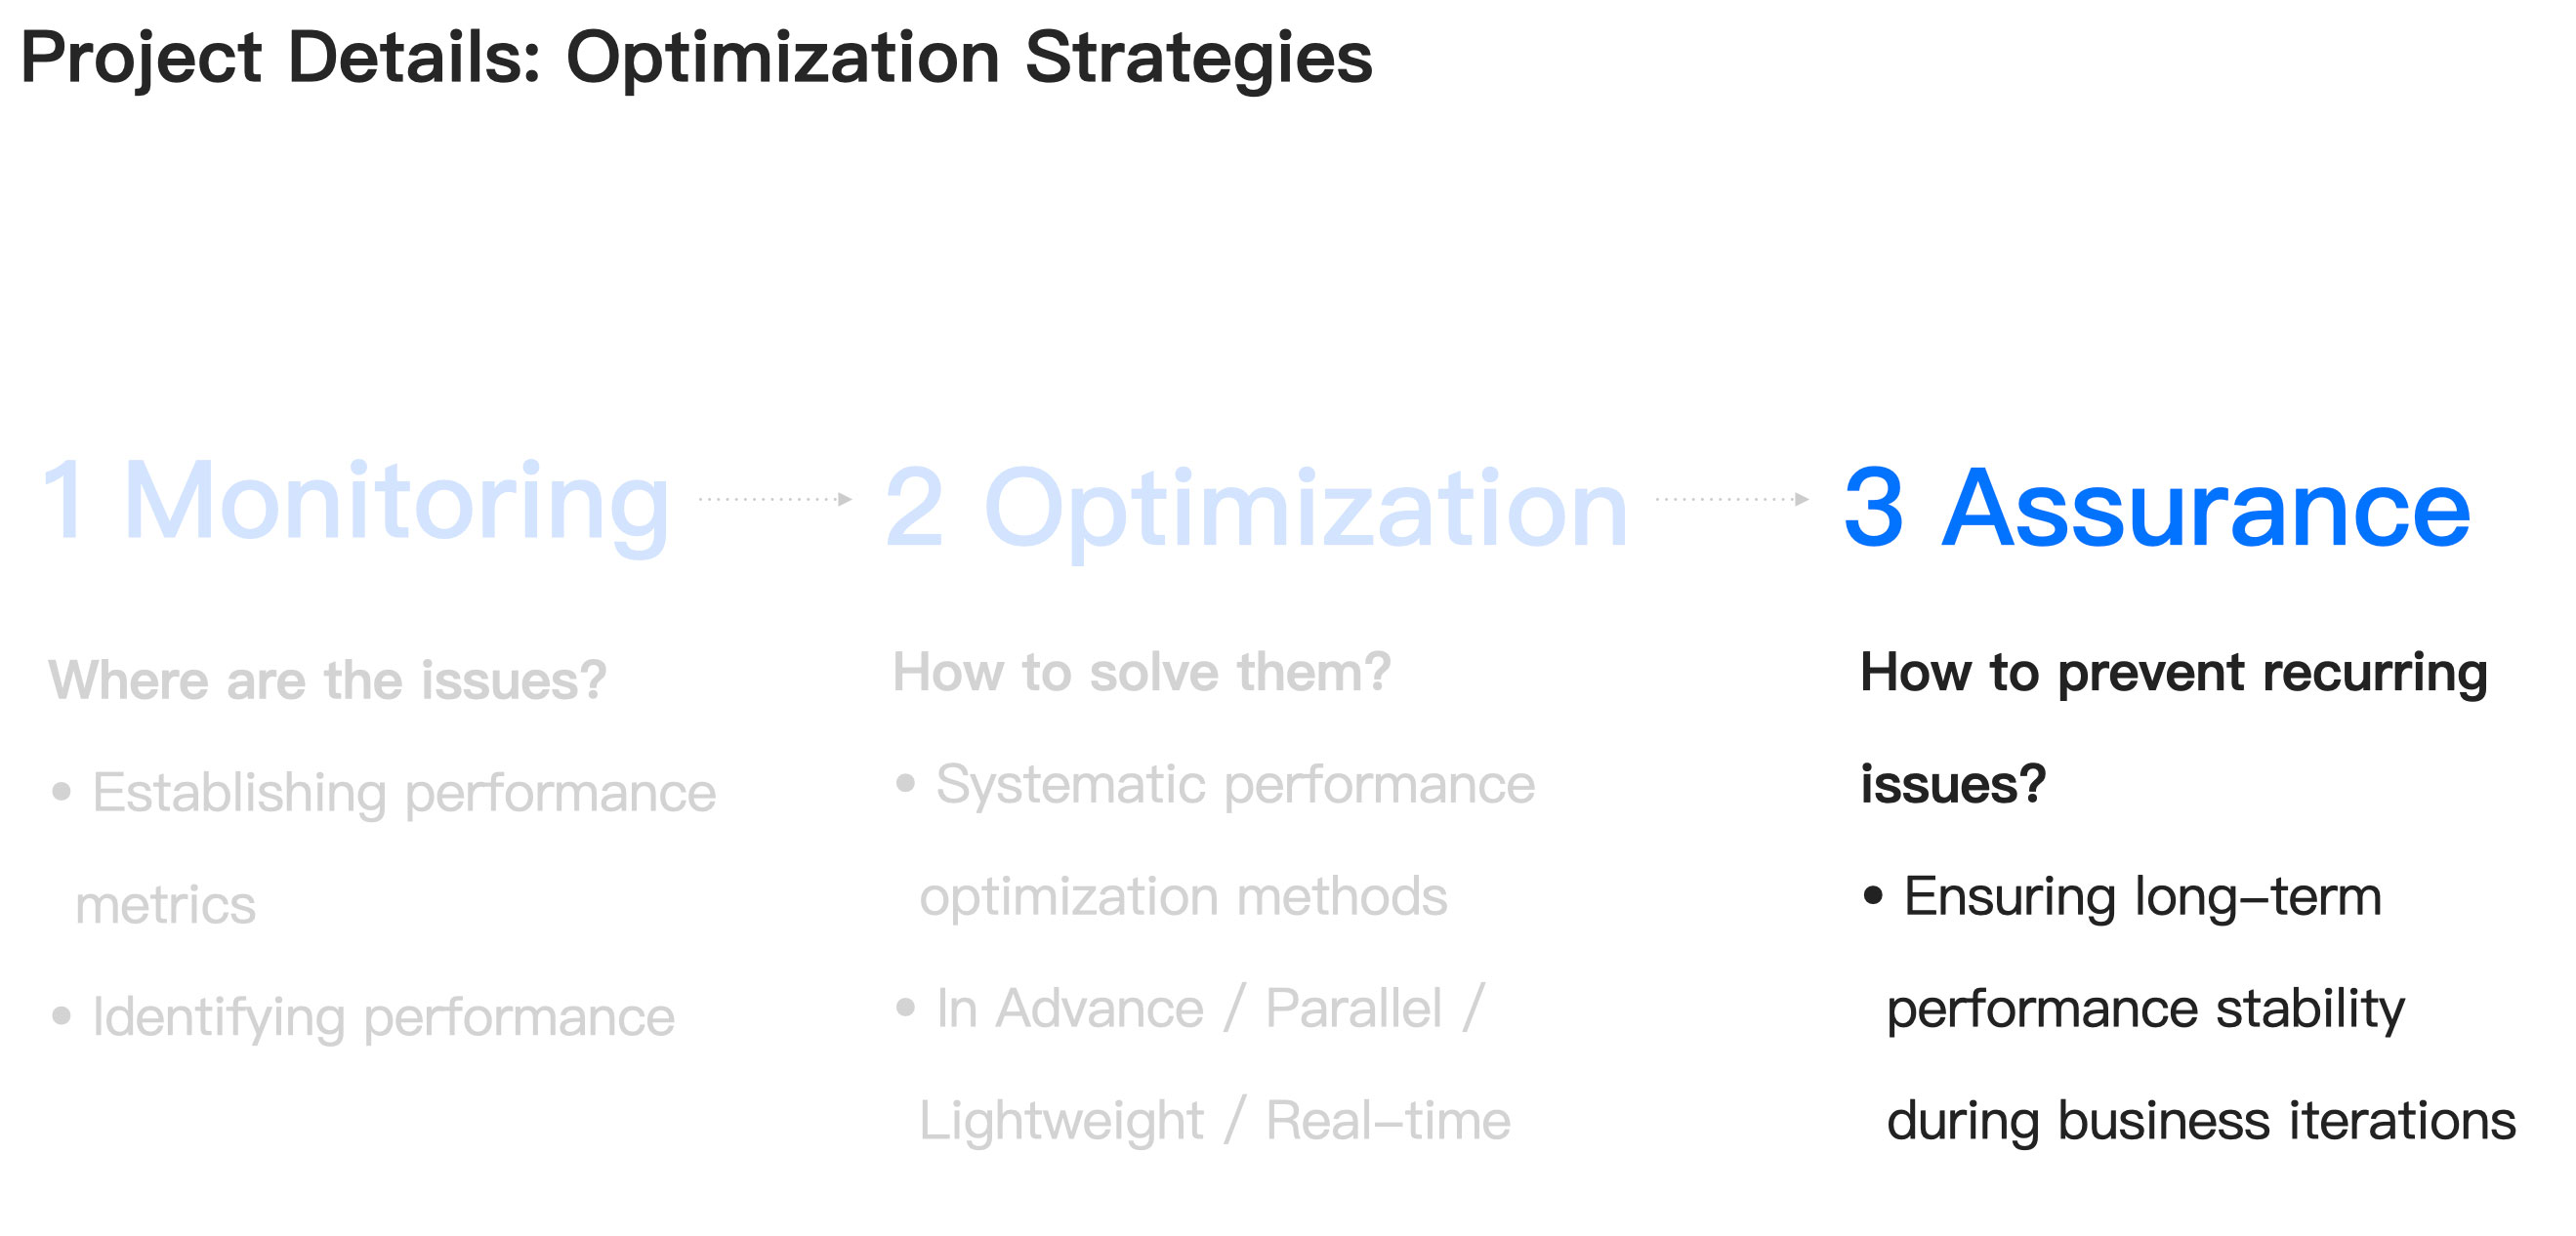 Project Details: Optimization Strategies
1 Monitoring
Where are the issues?
• Establishing performance
metrics
• Identifying performance
2 Optimization
How to solve them?
• Systematic performance
optimization methods
• In Advance / Parallel /
Lightweight / Real-time
3 Assurance
How to prevent recurring
issues?
• Ensuring long-term
performance stability
during business iterations